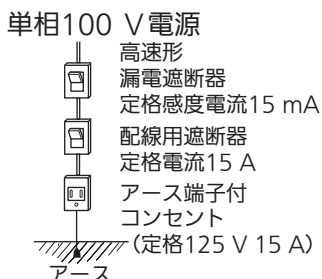 単相100 V電源
高速形
漏電遮断器
定格感度電流15 mA
配線用遮断器
定格電流15 A
アース端子付
コンセント
(定格125 V 15 A)
アース